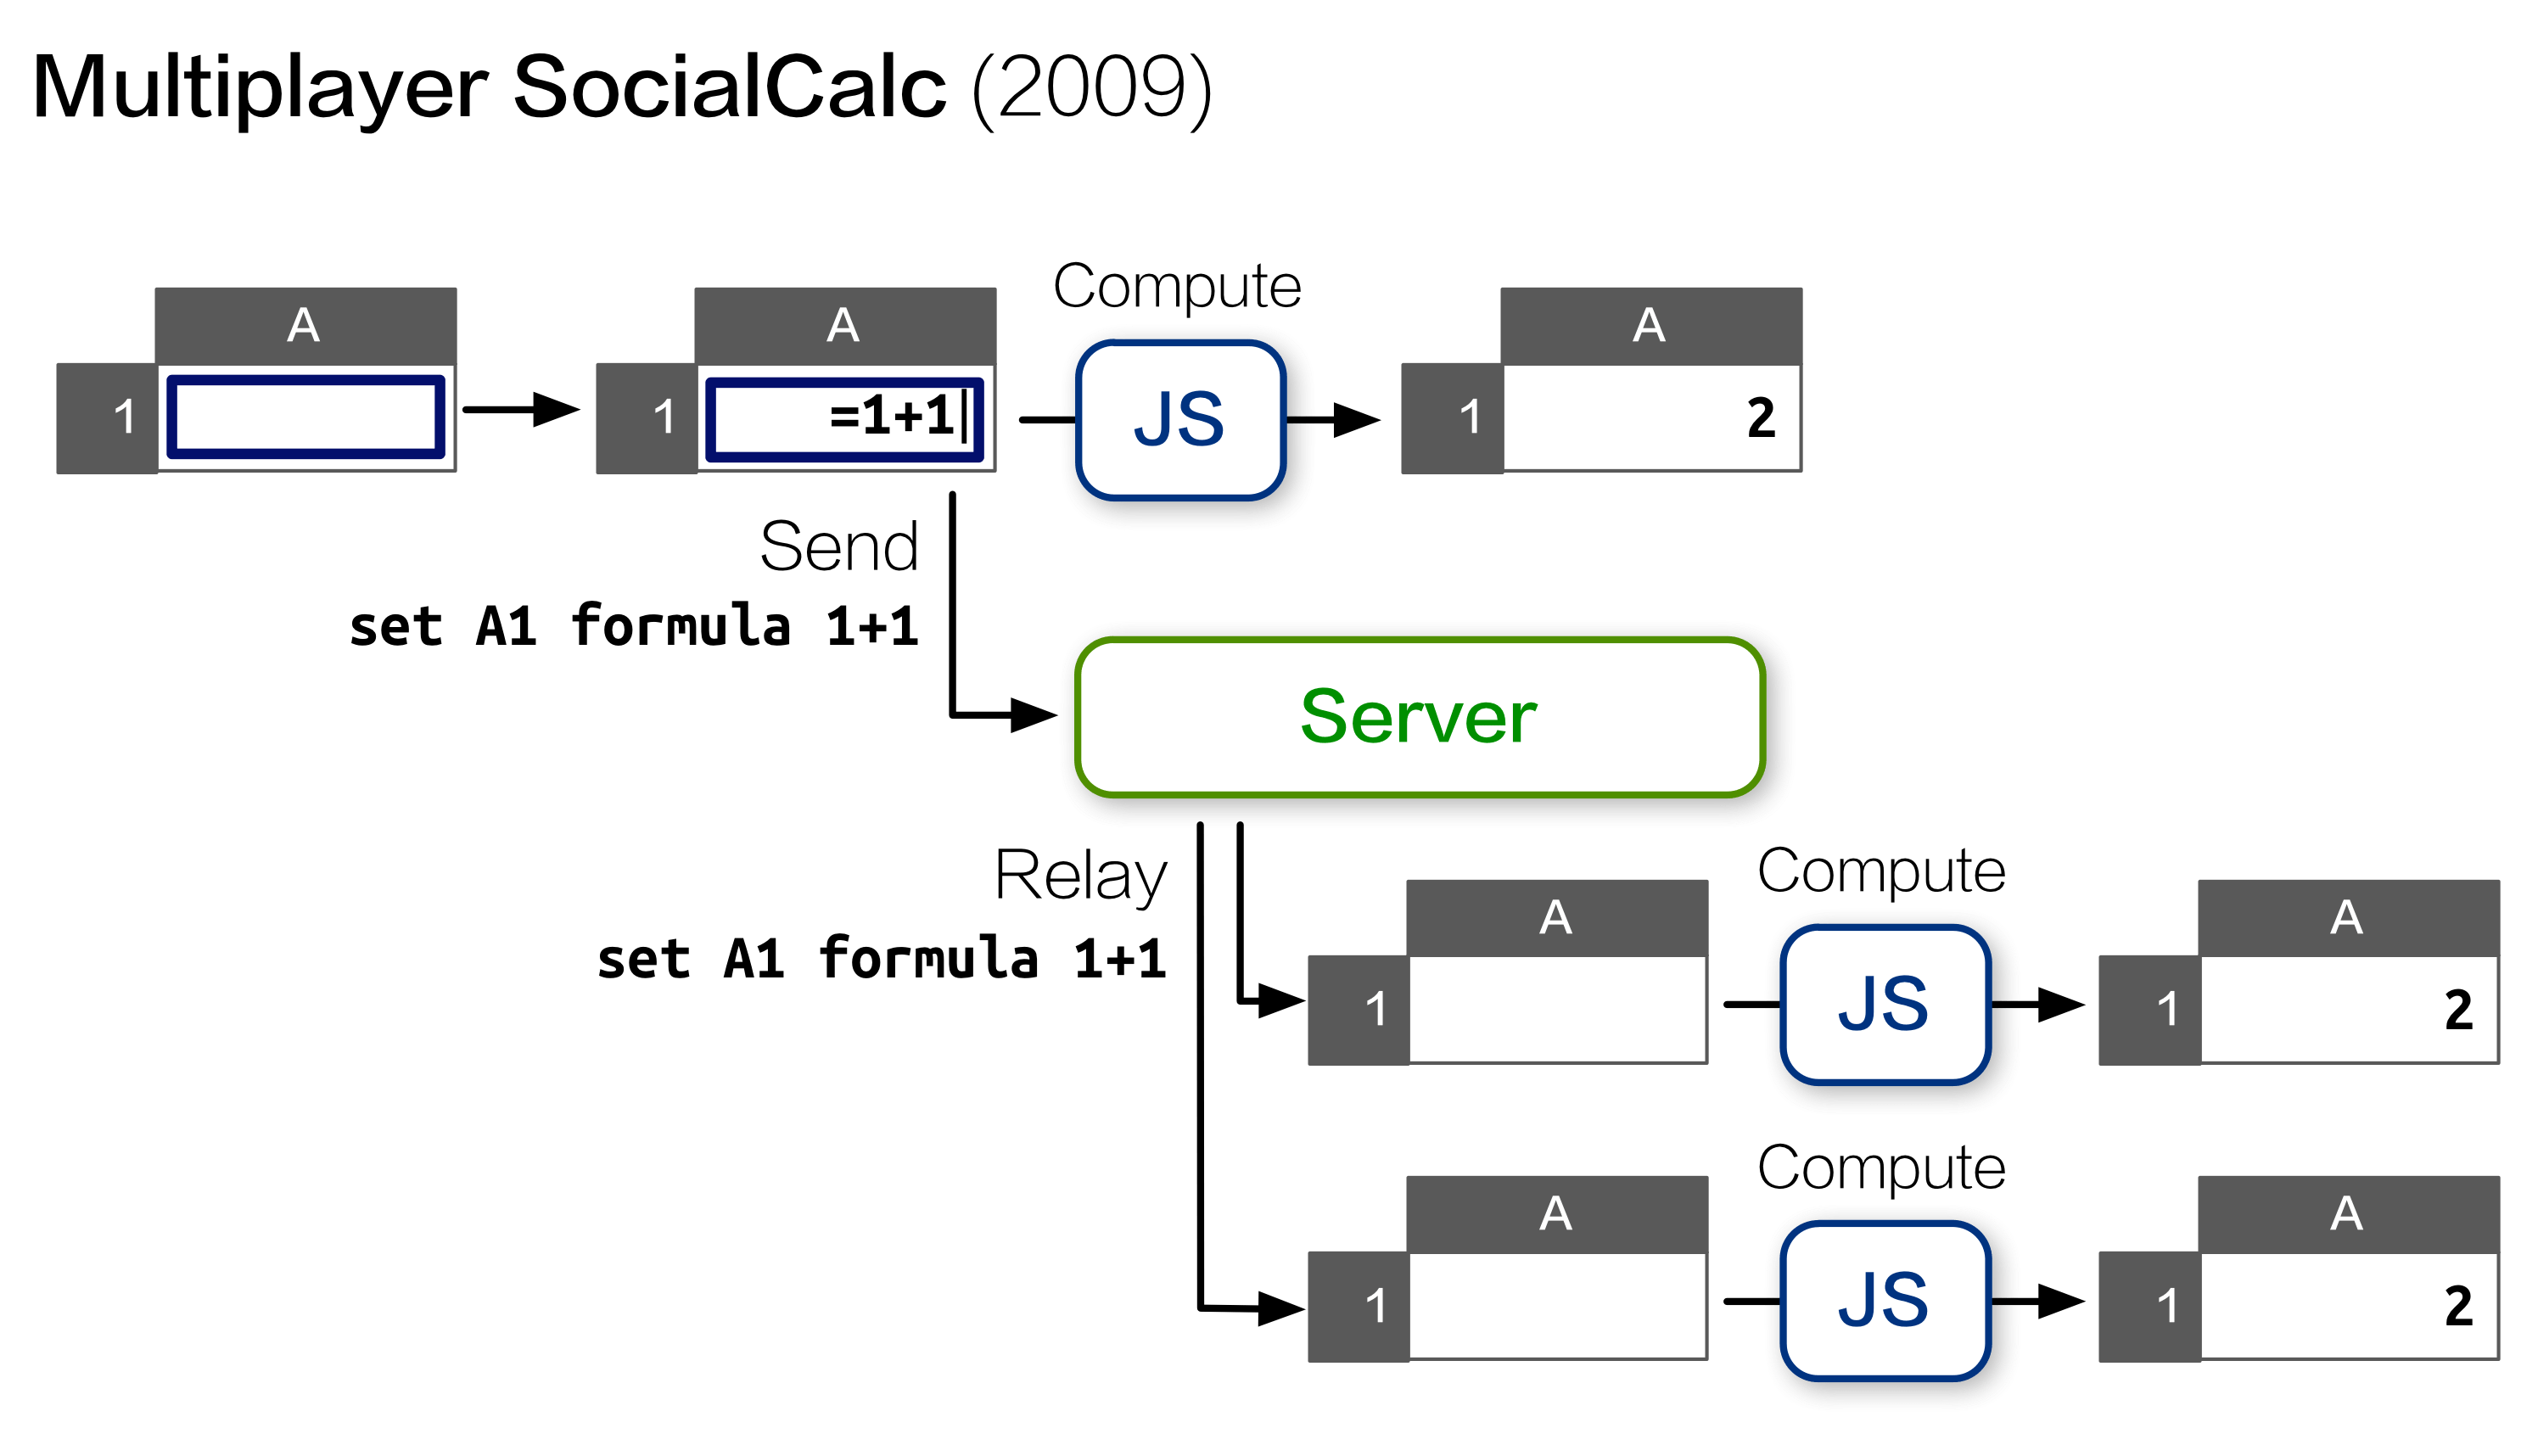 Multiplayer SocialCalc (2009)
Compute
A
A
A
1
1
=1+1
JS
1
2
Send
set A1 formula 1+1
Server
Relay
set A1 formula 1+1
Compute
A
A
1
JS
1
2
Compute
A
A
1
JS
1
2